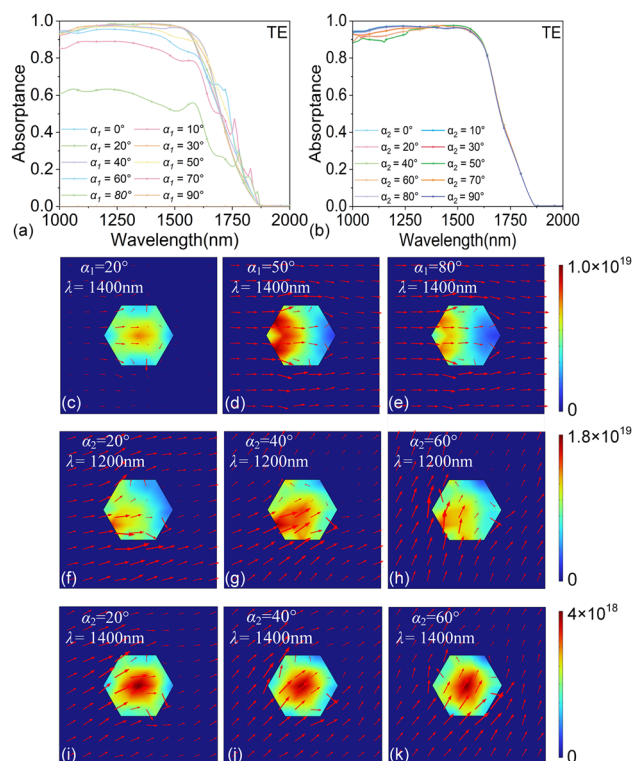 TE
TE
1.0
0.8
0.6
0.4
0.2
0.0
Absorptance
α1 = 0°
α1 = 10°
α1 = 20°
α1 = 30°
α1 = 40°
α1 = 50°
α1 = 60°
α1 = 70°
α1 = 80°
α1 = 90°
1000 1250 1500 1750 2000
(a)
Wavelength(nm)
1.0
0.8
0.6
0.4
0.2
0.0
Absorptance
α2 = 0°
α2 = 10°
α2 = 20°
α2 = 30°
α2 = 40°
α2 = 50°
α2 = 60°
α2 = 70°
α2 = 80°
α2 = 90°
1000 1250 1500 1750 2000
(b)
Wavelength(nm)
α1=20°
λ = 1400nm
(c)
α1=50°
λ = 1400nm
(d)
α1=80°
λ = 1400nm
(e)
1.0×10^19
0
α2=20°
λ = 1200nm
(f)
α2=40°
λ = 1200nm
(g)
α2=60°
λ = 1200nm
(h)
1.8×10^19
0
α2=20°
λ = 1400nm
(i)
α2=40°
λ = 1400nm
(j)
α2=60°
λ = 1400nm
(k)
4×10^18
0